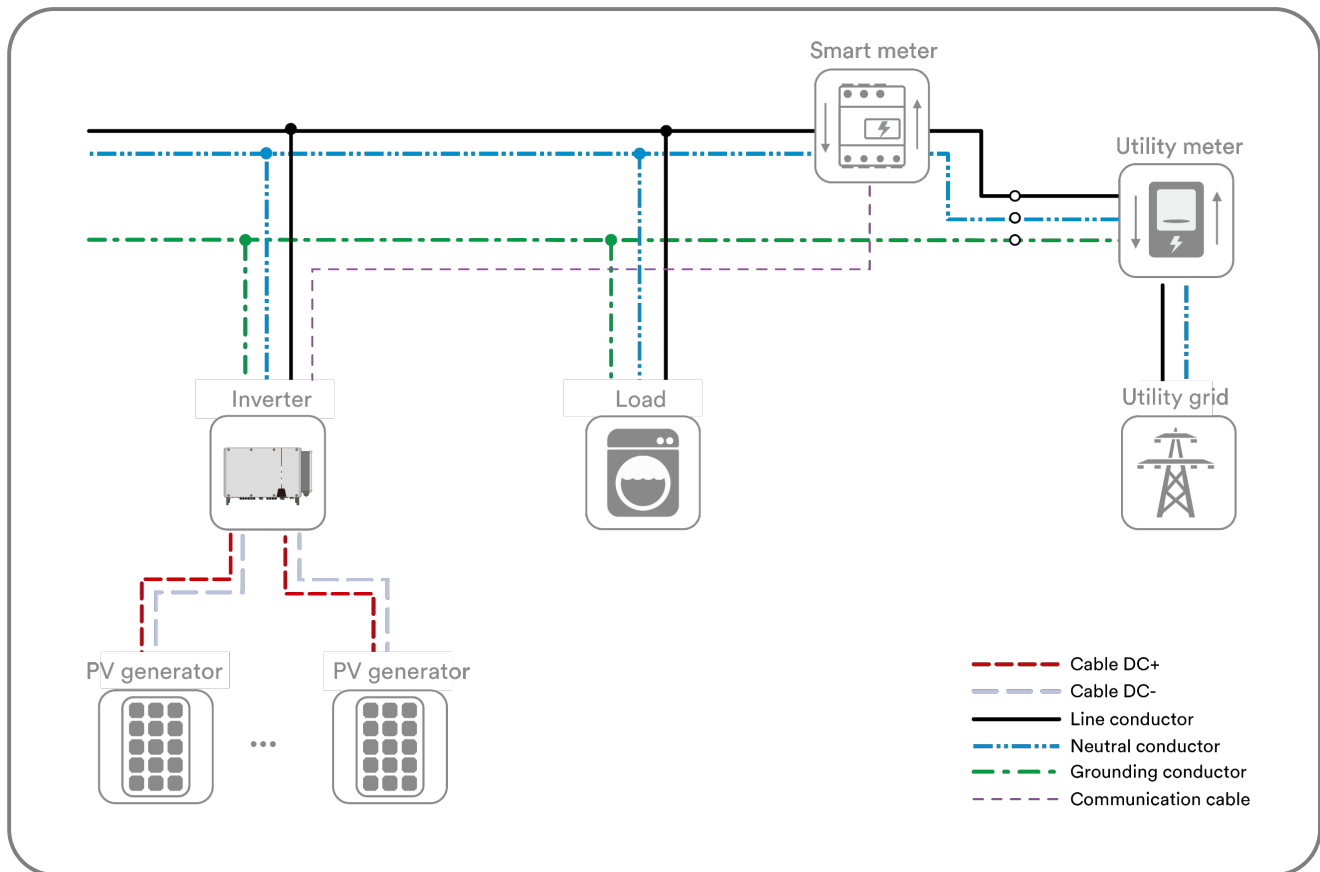 Smart meter
Utility meter
Inverter
Load
Utility grid
PV generator
PV generator
Cable DC+
Cable DC-
Line conductor
Neutral conductor
Grounding conductor
Communication cable